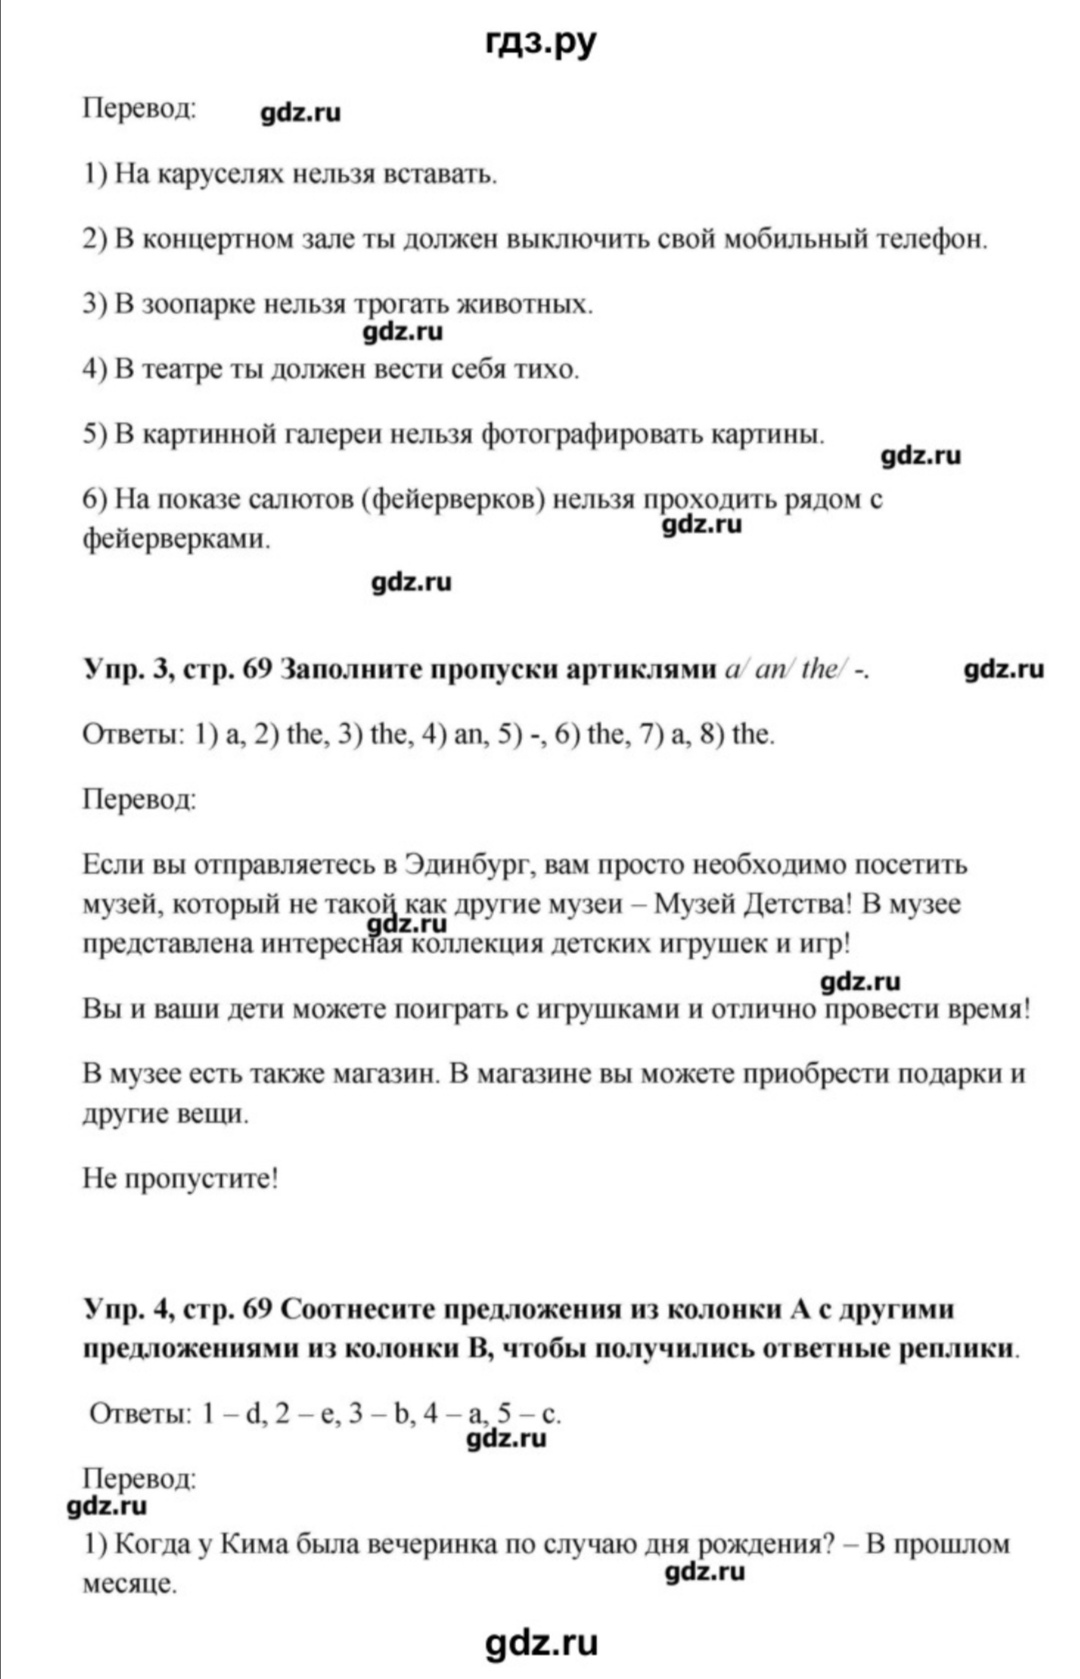 гдз.ру
Перевод: gdz.ru
1) На каруселях нельзя вставать.
2) В концертном зале ты должен выключить свой мобильный телефон.
3) В зоопарке нельзя трогать животных.
gdz.ru
4) В театре ты должен вести себя тихо.
5) В картинной галереи нельзя фотографировать картины.
gdz.ru
6) На показе салютов (фейерверков) нельзя проходить рядом с
gdz.ru
фейерверками.
gdz.ru
Упр. 3, стр. 69 Заполните пропуски артиклями a/ an/ the/ -. gdz.ru
Ответы: 1) a, 2) the, 3) the, 4) an, 5) -, 6) the, 7) a, 8) the.
Перевод:
Если вы отправляетесь в Эдинбург, вам просто необходимо посетить
музей, который не такой как другие музеи – Музей Детства! В музее
gdz.ru
представлена интересная коллекция детских игрушек и игр!
gdz.ru
Вы и ваши дети можете поиграть с игрушками и отлично провести время!
В музее есть также магазин. В магазине вы можете приобрести подарки и
другие вещи.
Не пропустите!
Упр. 4, стр. 69 Соотнесите предложения из колонки A с другими
предложениями из колонки B, чтобы получились ответные реплики.
Ответы: 1 – d, 2 – e, 3 – b, 4 – a, 5 – c.
gdz.ru
Перевод:
gdz.ru
1) Когда у Кима была вечеринка по случаю дня рождения? – В прошлом
gdz.ru
месяце.
gdz.ru